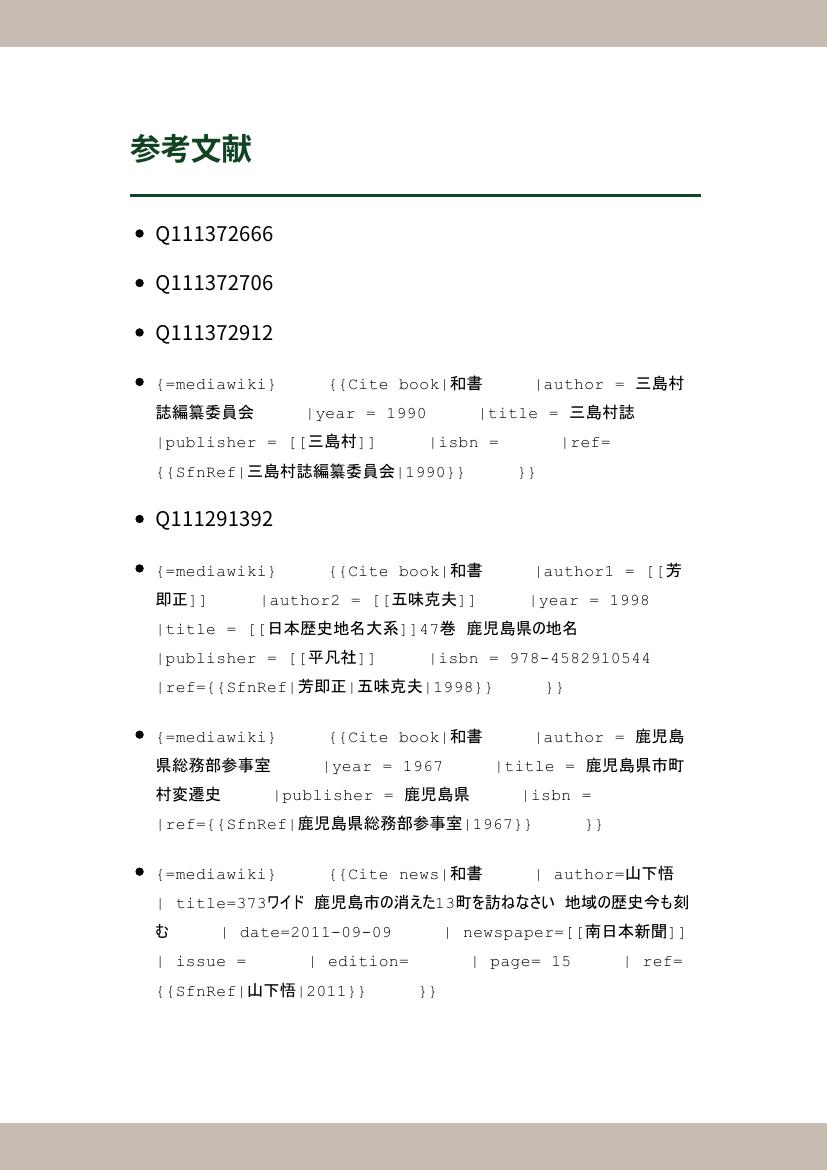 参考文献
Q111372666
Q111372706
Q111372912
{=mediawiki}     {{Cite book|和書     |author = 三島村
誌編纂委員会     |year = 1990     |title = 三島村誌
|publisher = [[三島村]]     |isbn =      |ref=
{{SfnRef|三島村誌編纂委員会|1990}}     }}
Q111291392
{=mediawiki}     {{Cite book|和書     |author1 = [[芳
即正]]     |author2 = [[五味克夫]]     |year = 1998
|title = [[日本歴史地名大系]]47巻 鹿児島県の地名
|publisher = [[平凡社]]     |isbn = 978-4582910544
|ref={{SfnRef|芳即正|五味克夫|1998}}     }}
{=mediawiki}     {{Cite book|和書     |author = 鹿児島
県総務部参事室     |year = 1967     |title = 鹿児島県市町
村変遷史     |publisher = 鹿児島県     |isbn =
|ref={{SfnRef|鹿児島県総務部参事室|1967}}     }}
{=mediawiki}     {{Cite news|和書     | author=山下悟
| title=373ワイド 鹿児島市の消えた13町を訪ねなさい 地域の歴史今も刻
む     | date=2011-09-09     | newspaper=[[南日本新聞]]
| issue =      | edition=      | page= 15     | ref=
{{SfnRef|山下悟|2011}}     }}